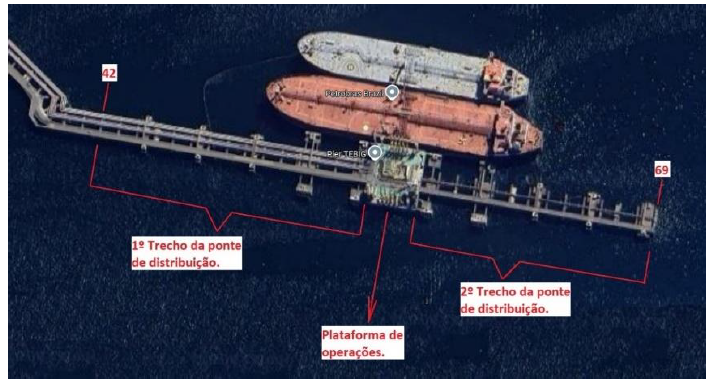 42
Petrobras Brazil
Pier TEBIG
69
1º Trecho da ponte
de distribuição.
2º Trecho da ponte
de distribuição.
Plataforma de
operações.